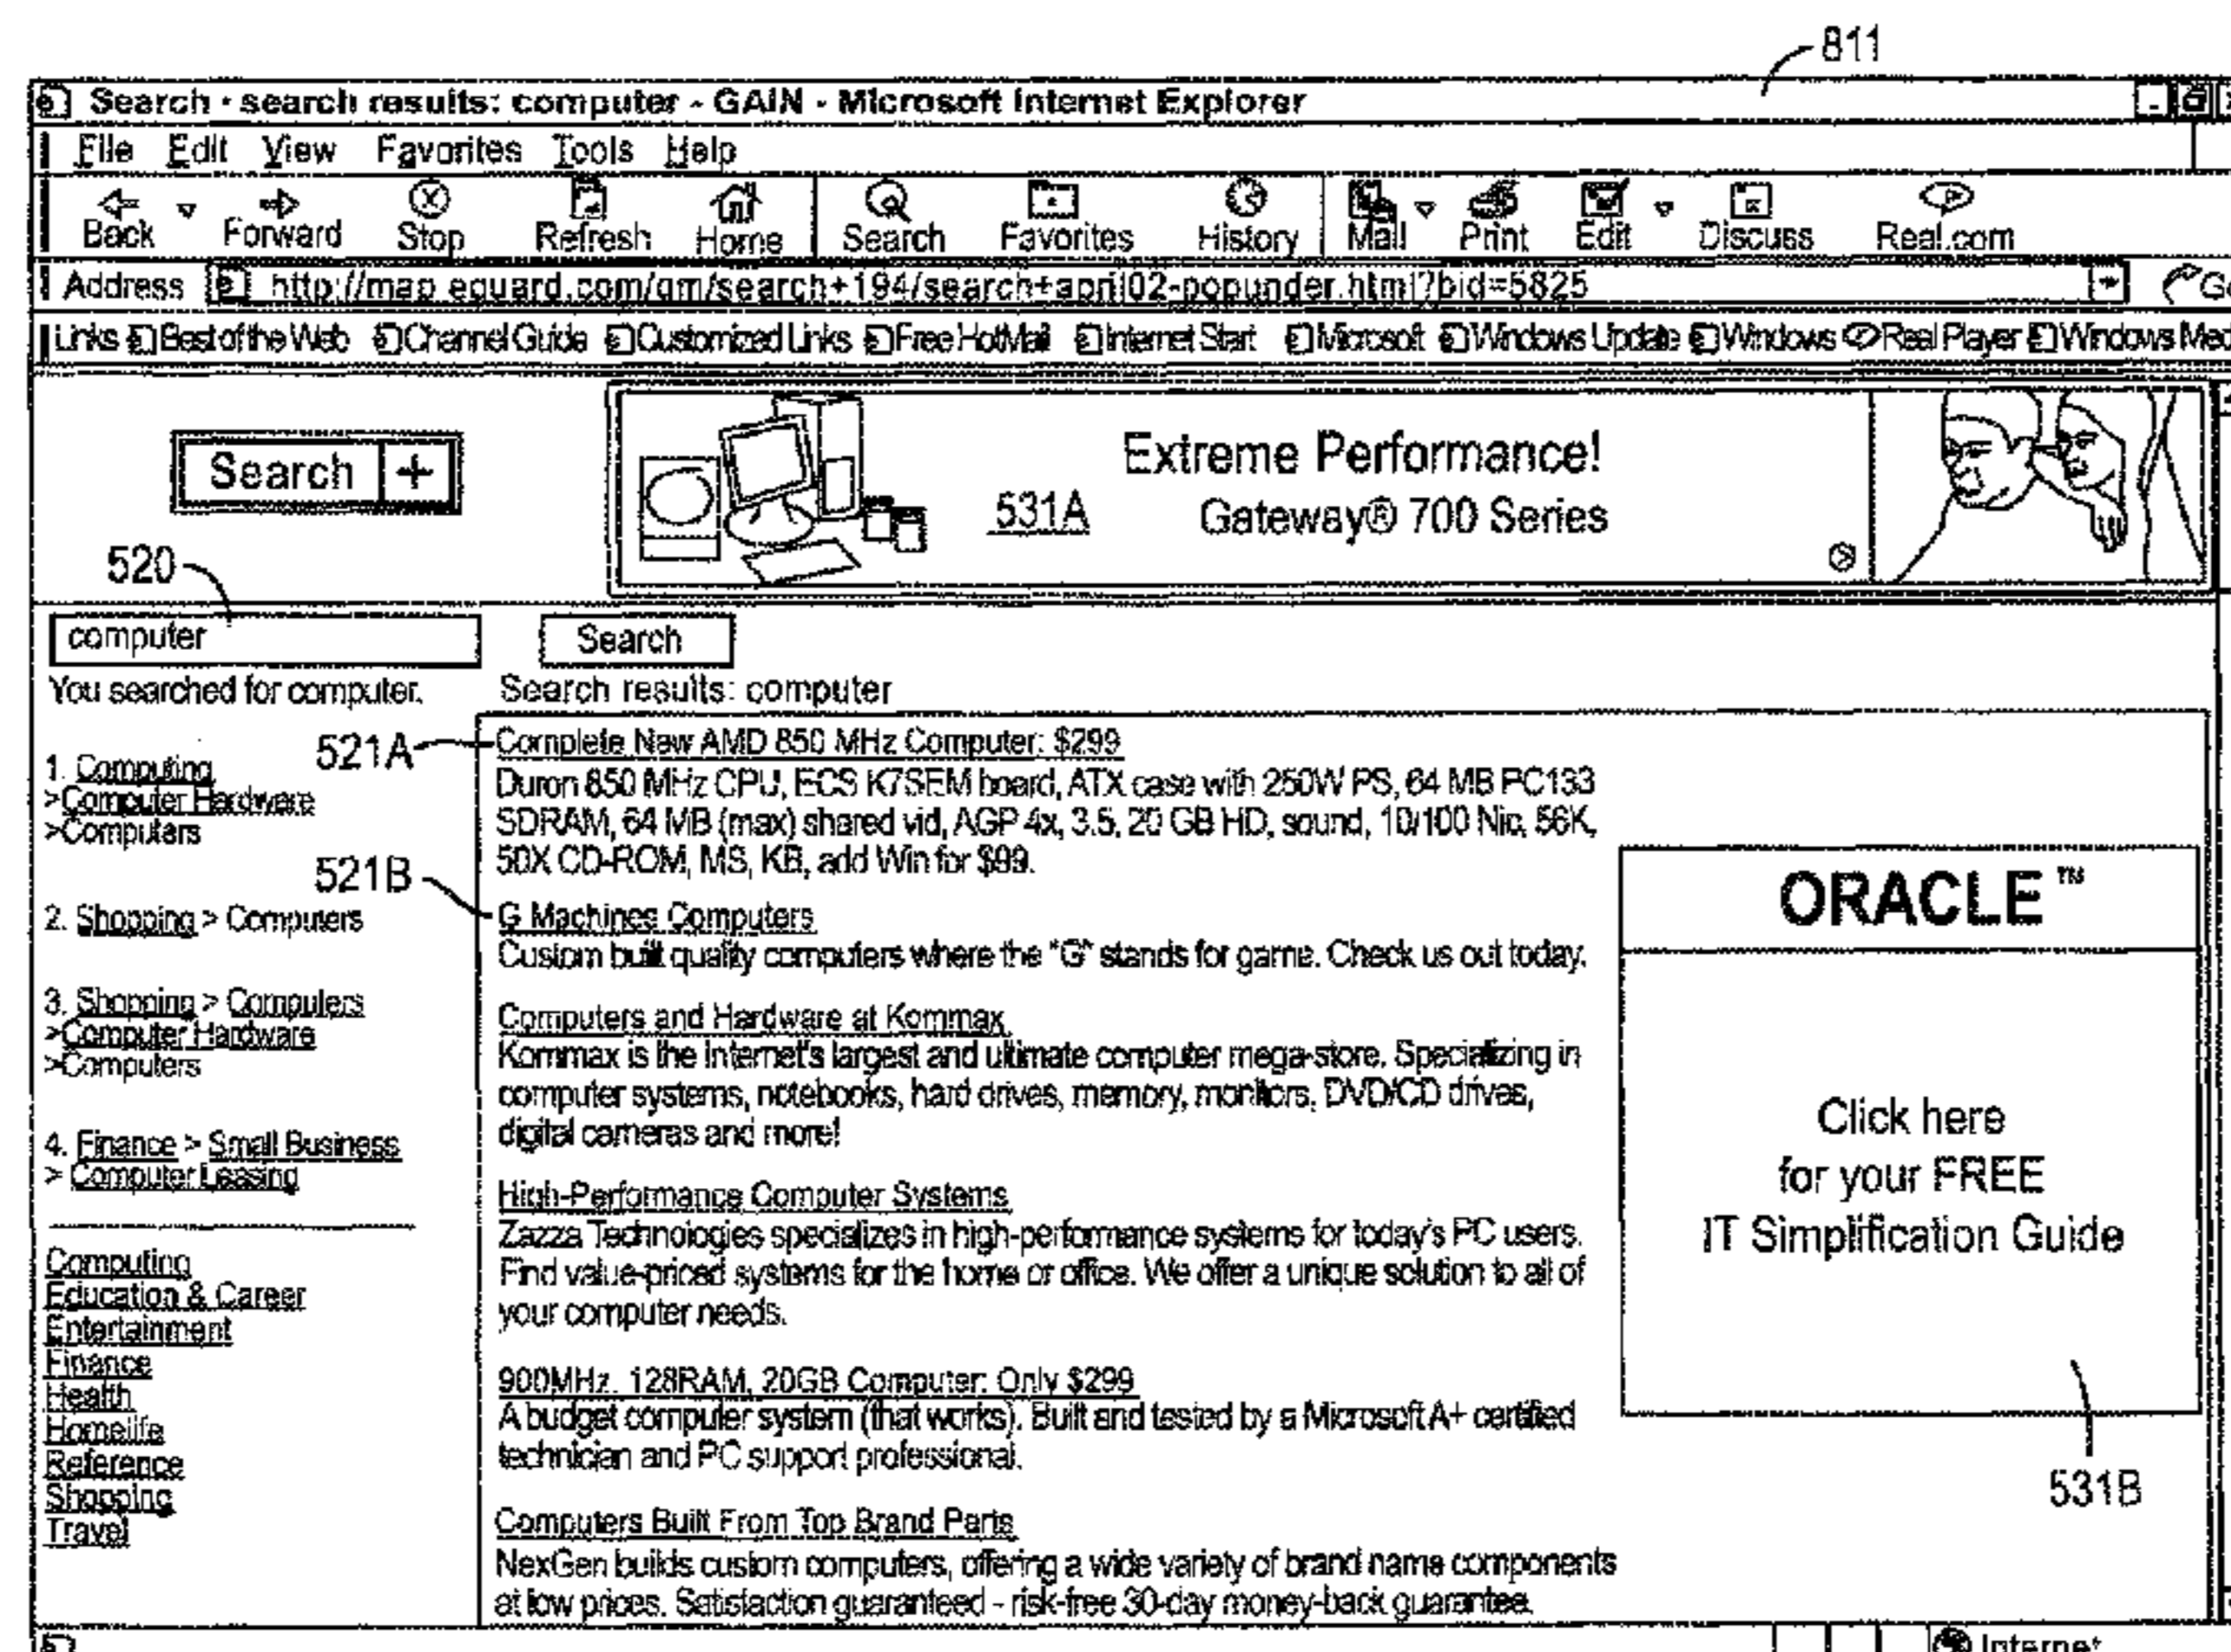 811
Search · search results: computer - GAIN - Microsoft Internet Explorer
File Edit View Favorites Tools Help
Back Forward Stop Refresh Home Search Favorites History Mail Print Edit Discuss Real.com
Address http://map.eguard.com/gm/search+194/search+april02-popunder.html?bid=5825
Links Best of the Web Channel Guide Customized Links Free HotMail Internet Start Microsoft Windows Update Windows Real Player Windows Med
Search +
Extreme Performance!
531A Gateway® 700 Series
520
computer Search
You searched for computer.
Search results: computer
1. Computing
>Computer Hardware
>Computers
2. Shopping > Computers
3. Shopping > Computers
>Computer Hardware
>Computers
4. Finance > Small Business
> Computer Leasing
Computing
Education & Career
Entertainment
Finance
Health
Homelife
Reference
Shopping
Travel
521A
Complete New AMD 850 MHz Computer: $299
Duron 850 MHz CPU, ECS K7SEM board, ATX case with 250W PS, 64 MB PC133
SDRAM, 64 MB (max) shared vid, AGP 4x, 3.5, 20 GB HD, sound, 10/100 Nic, 56K,
50X CD-ROM, MS, KB, add Win for $99.
521B
G Machines Computers
Custom built quality computers where the "G" stands for game. Check us out today.
Computers and Hardware at Kommax
Kommax is the Internet's largest and ultimate computer mega-store. Specializing in
computer systems, notebooks, hard drives, memory, monitors, DVD/CD drives,
digital cameras and more!
High-Performance Computer Systems
Zazza Technologies specializes in high-performance systems for today's PC users.
Find value-priced systems for the home or office. We offer a unique solution to all of
your computer needs.
900MHz, 128RAM, 20GB Computer: Only $299
A budget computer system (that works). Built and tested by a Microsoft A+ certified
technician and PC support professional.
Computers Built From Top Brand Parts
NexGen builds custom computers, offering a wide variety of brand name components
at low prices. Satisfaction guaranteed - risk-free 30-day money-back guarantee.
ORACLE™
Click here
for your FREE
IT Simplification Guide
531B